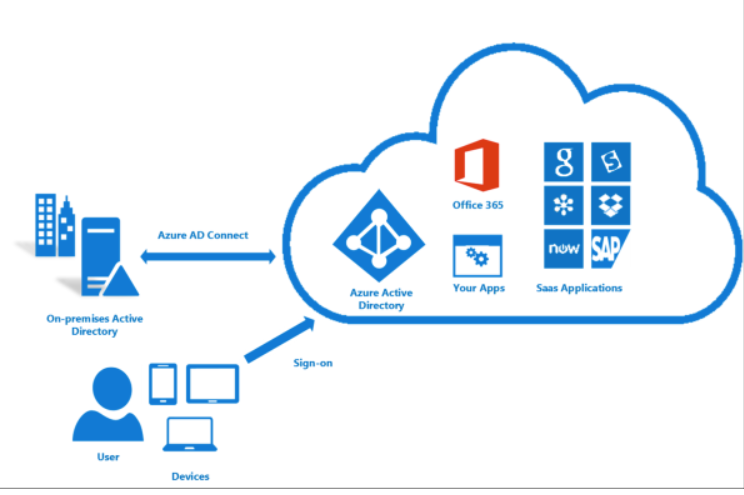 Office 365
Azure AD Connect
Your Apps
Saas Applications
Azure Active
Directory
On-premises Active
Directory
Sign-on
User
Devices
g
S
now
SAP